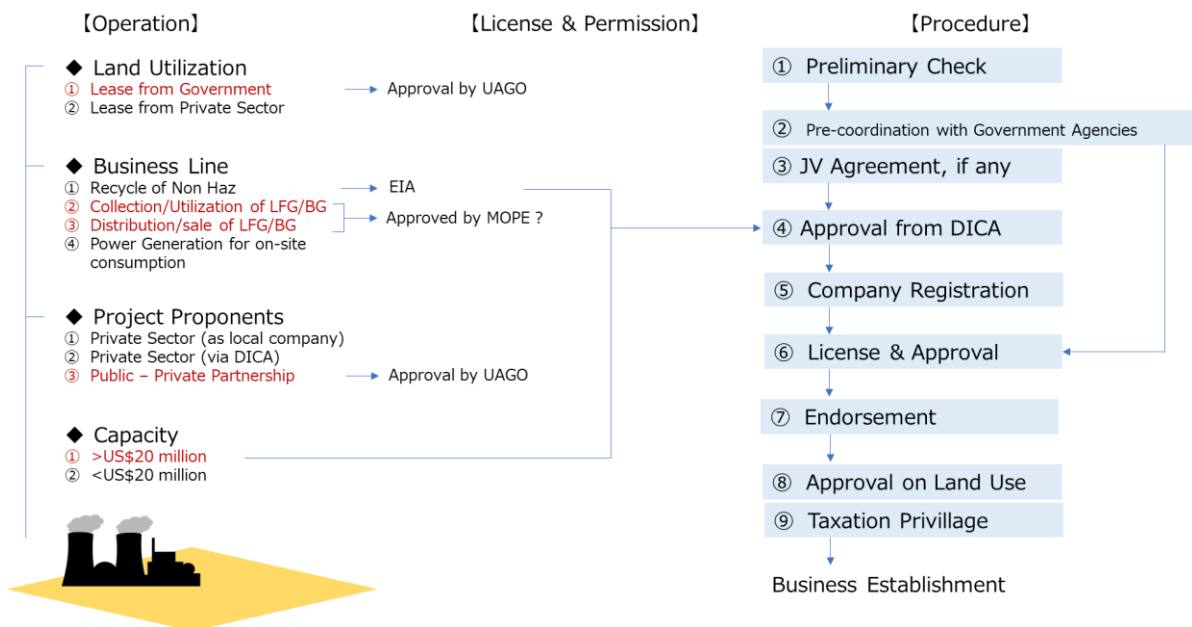 【Operation】
【License & Permission】
【Procedure】
◆ Land Utilization
① Lease from Government
② Lease from Private Sector
Approval by UAGO
◆ Business Line
① Recycle of Non Haz
② Collection/Utilization of LFG/BG
③ Distribution/sale of LFG/BG
④ Power Generation for on-site
consumption
EIA
Approved by MOPE ?
◆ Project Proponents
① Private Sector (as local company)
② Private Sector (via DICA)
③ Public – Private Partnership
Approval by UAGO
◆ Capacity
① >US$20 million
② <US$20 million
① Preliminary Check
② Pre-coordination with Government Agencies
③ JV Agreement, if any
④ Approval from DICA
⑤ Company Registration
⑥ License & Approval
⑦ Endorsement
⑧ Approval on Land Use
⑨ Taxation Privillage
Business Establishment